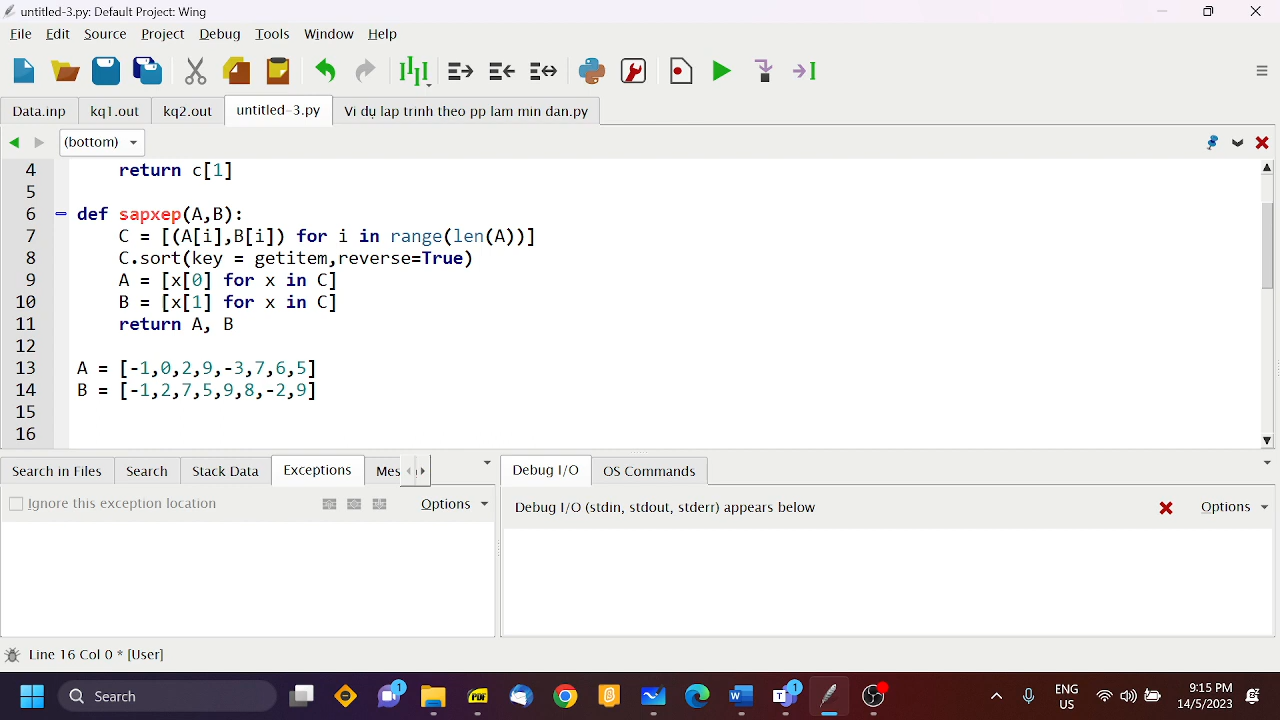 untitled-3.py: Default Project: Wing
File Edit Source Project Debug Tools Window Help
Data.inp kq1.out kq2.out untitled-3.py Vi dụ lap trinh theo pp lam min dan.py
(bottom)
4 return c[1]
5
6 def sapxep(A,B):
7 C = [(A[i],B[i]) for i in range(len(A))]
8 C.sort(key = getitem,reverse=True)
9 A = [x[0] for x in C]
10 B = [x[1] for x in C]
11 return A, B
12
13 A = [-1,0,2,9,-3,7,6,5]
14 B = [-1,2,7,5,9,8,-2,9]
15
16
Search in Files Search Stack Data Exceptions Mes
Ignore this exception location Options
Debug I/O OS Commands
Debug I/O (stdin, stdout, stderr) appears below Options
Line 16 Col 0 * [User]
Search
1
PDF
1
ENG
US
9:15 PM
14/5/2023